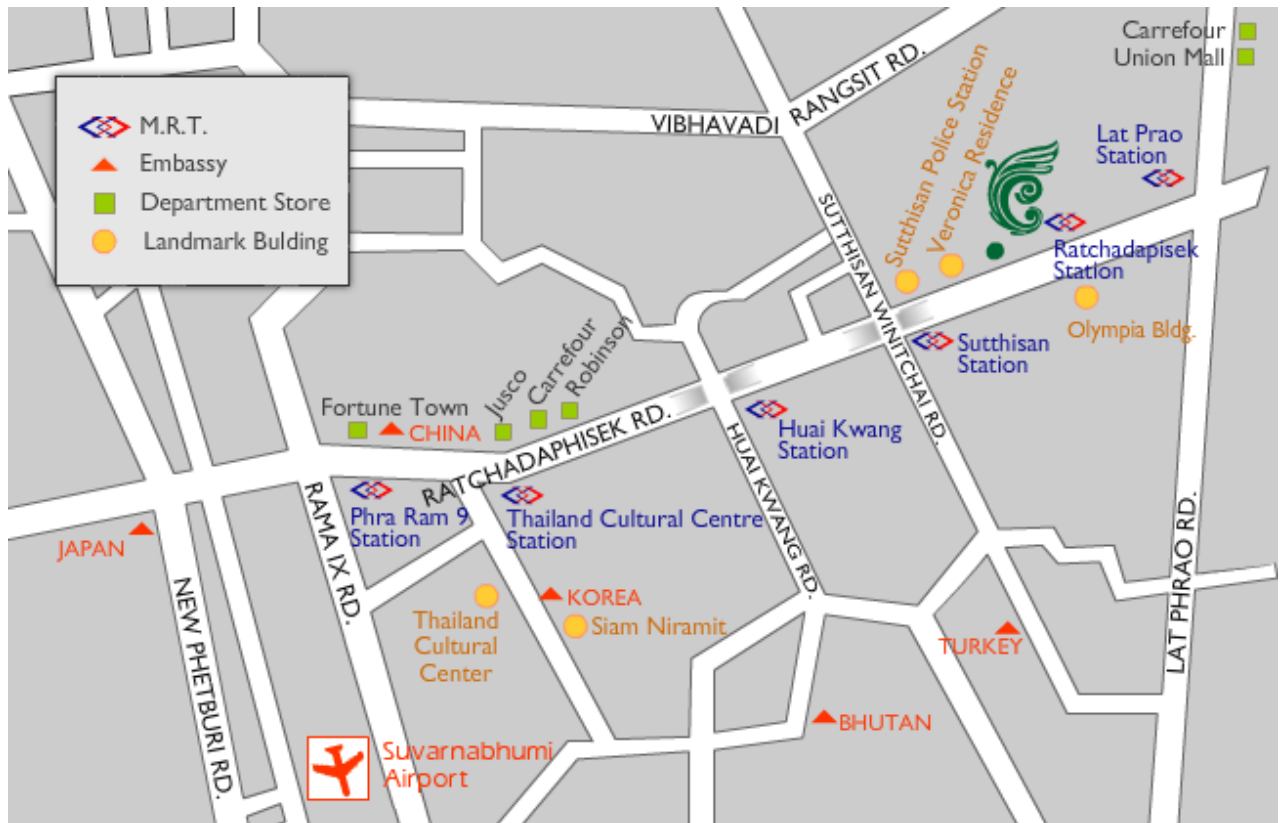 Carrefour
Union Mall
M.R.T.
Embassy
Department Store
Landmark Bulding
VIBHAVADI RANGSIT RD.
Sutthisan Police Station
Veronica Residence
Lat Prao
Station
SUTTHISAN WINITCHAI RD.
Ratchadapisek
Station
Olympia Bldg.
Sutthisan
Station
Jusco
Carrefour
Robinson
Fortune Town
CHINA
RATCHADAPHISEK RD.
Huai Kwang
Station
HUAI KWANG RD.
RAMA IX RD.
Phra Ram 9
Station
Thailand Cultural Centre
Station
JAPAN
NEW PHETBURI RD.
KOREA
Thailand
Cultural
Center
Siam Niramit
TURKEY
LAT PHRAO RD.
BHUTAN
Suvarnabhumi
Airport